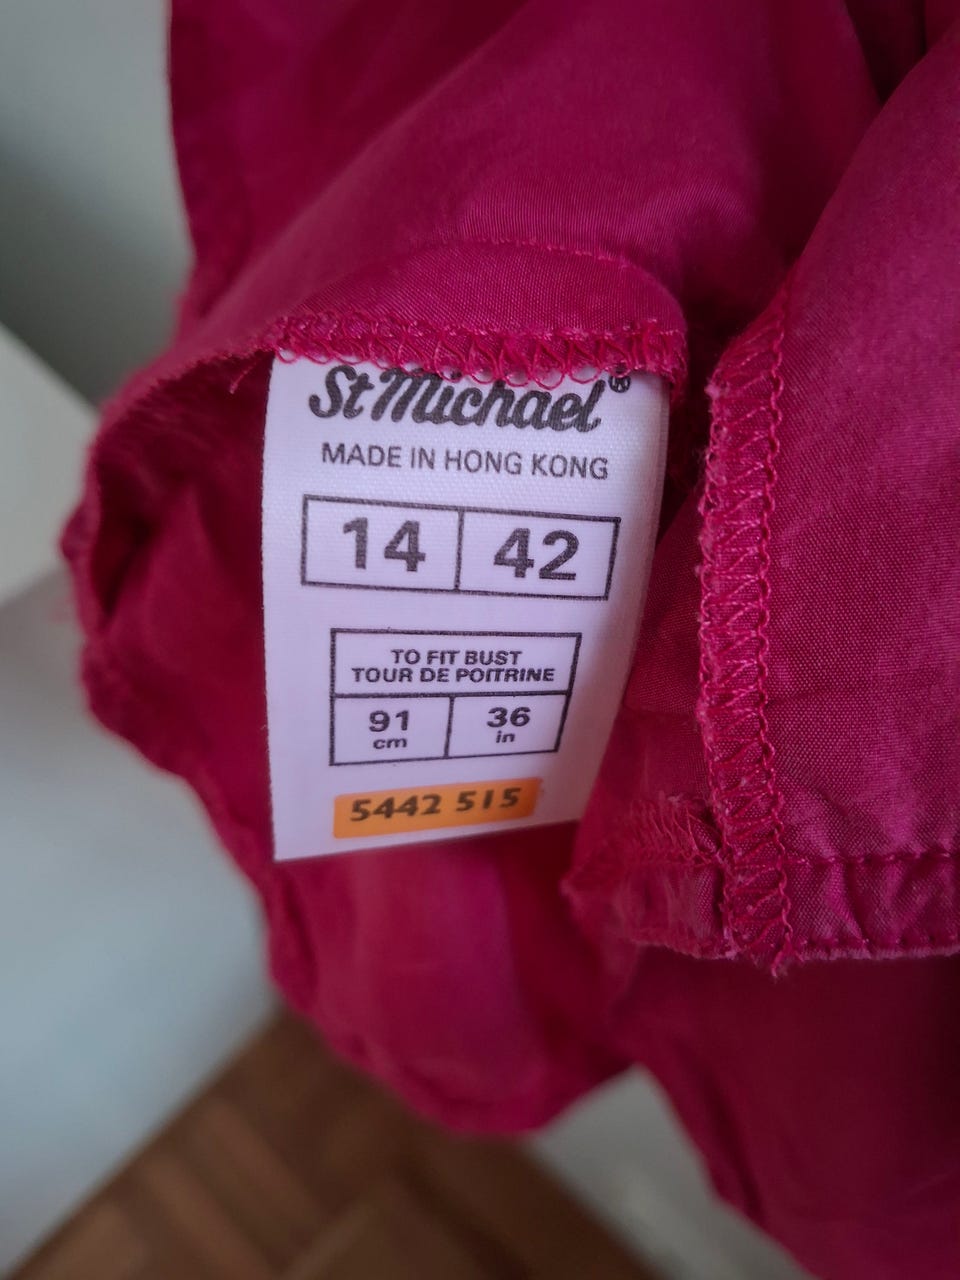 St Michael®
MADE IN HONG KONG
14 42
TO FIT BUST
TOUR DE POITRINE
91 36
cm in
5442 515